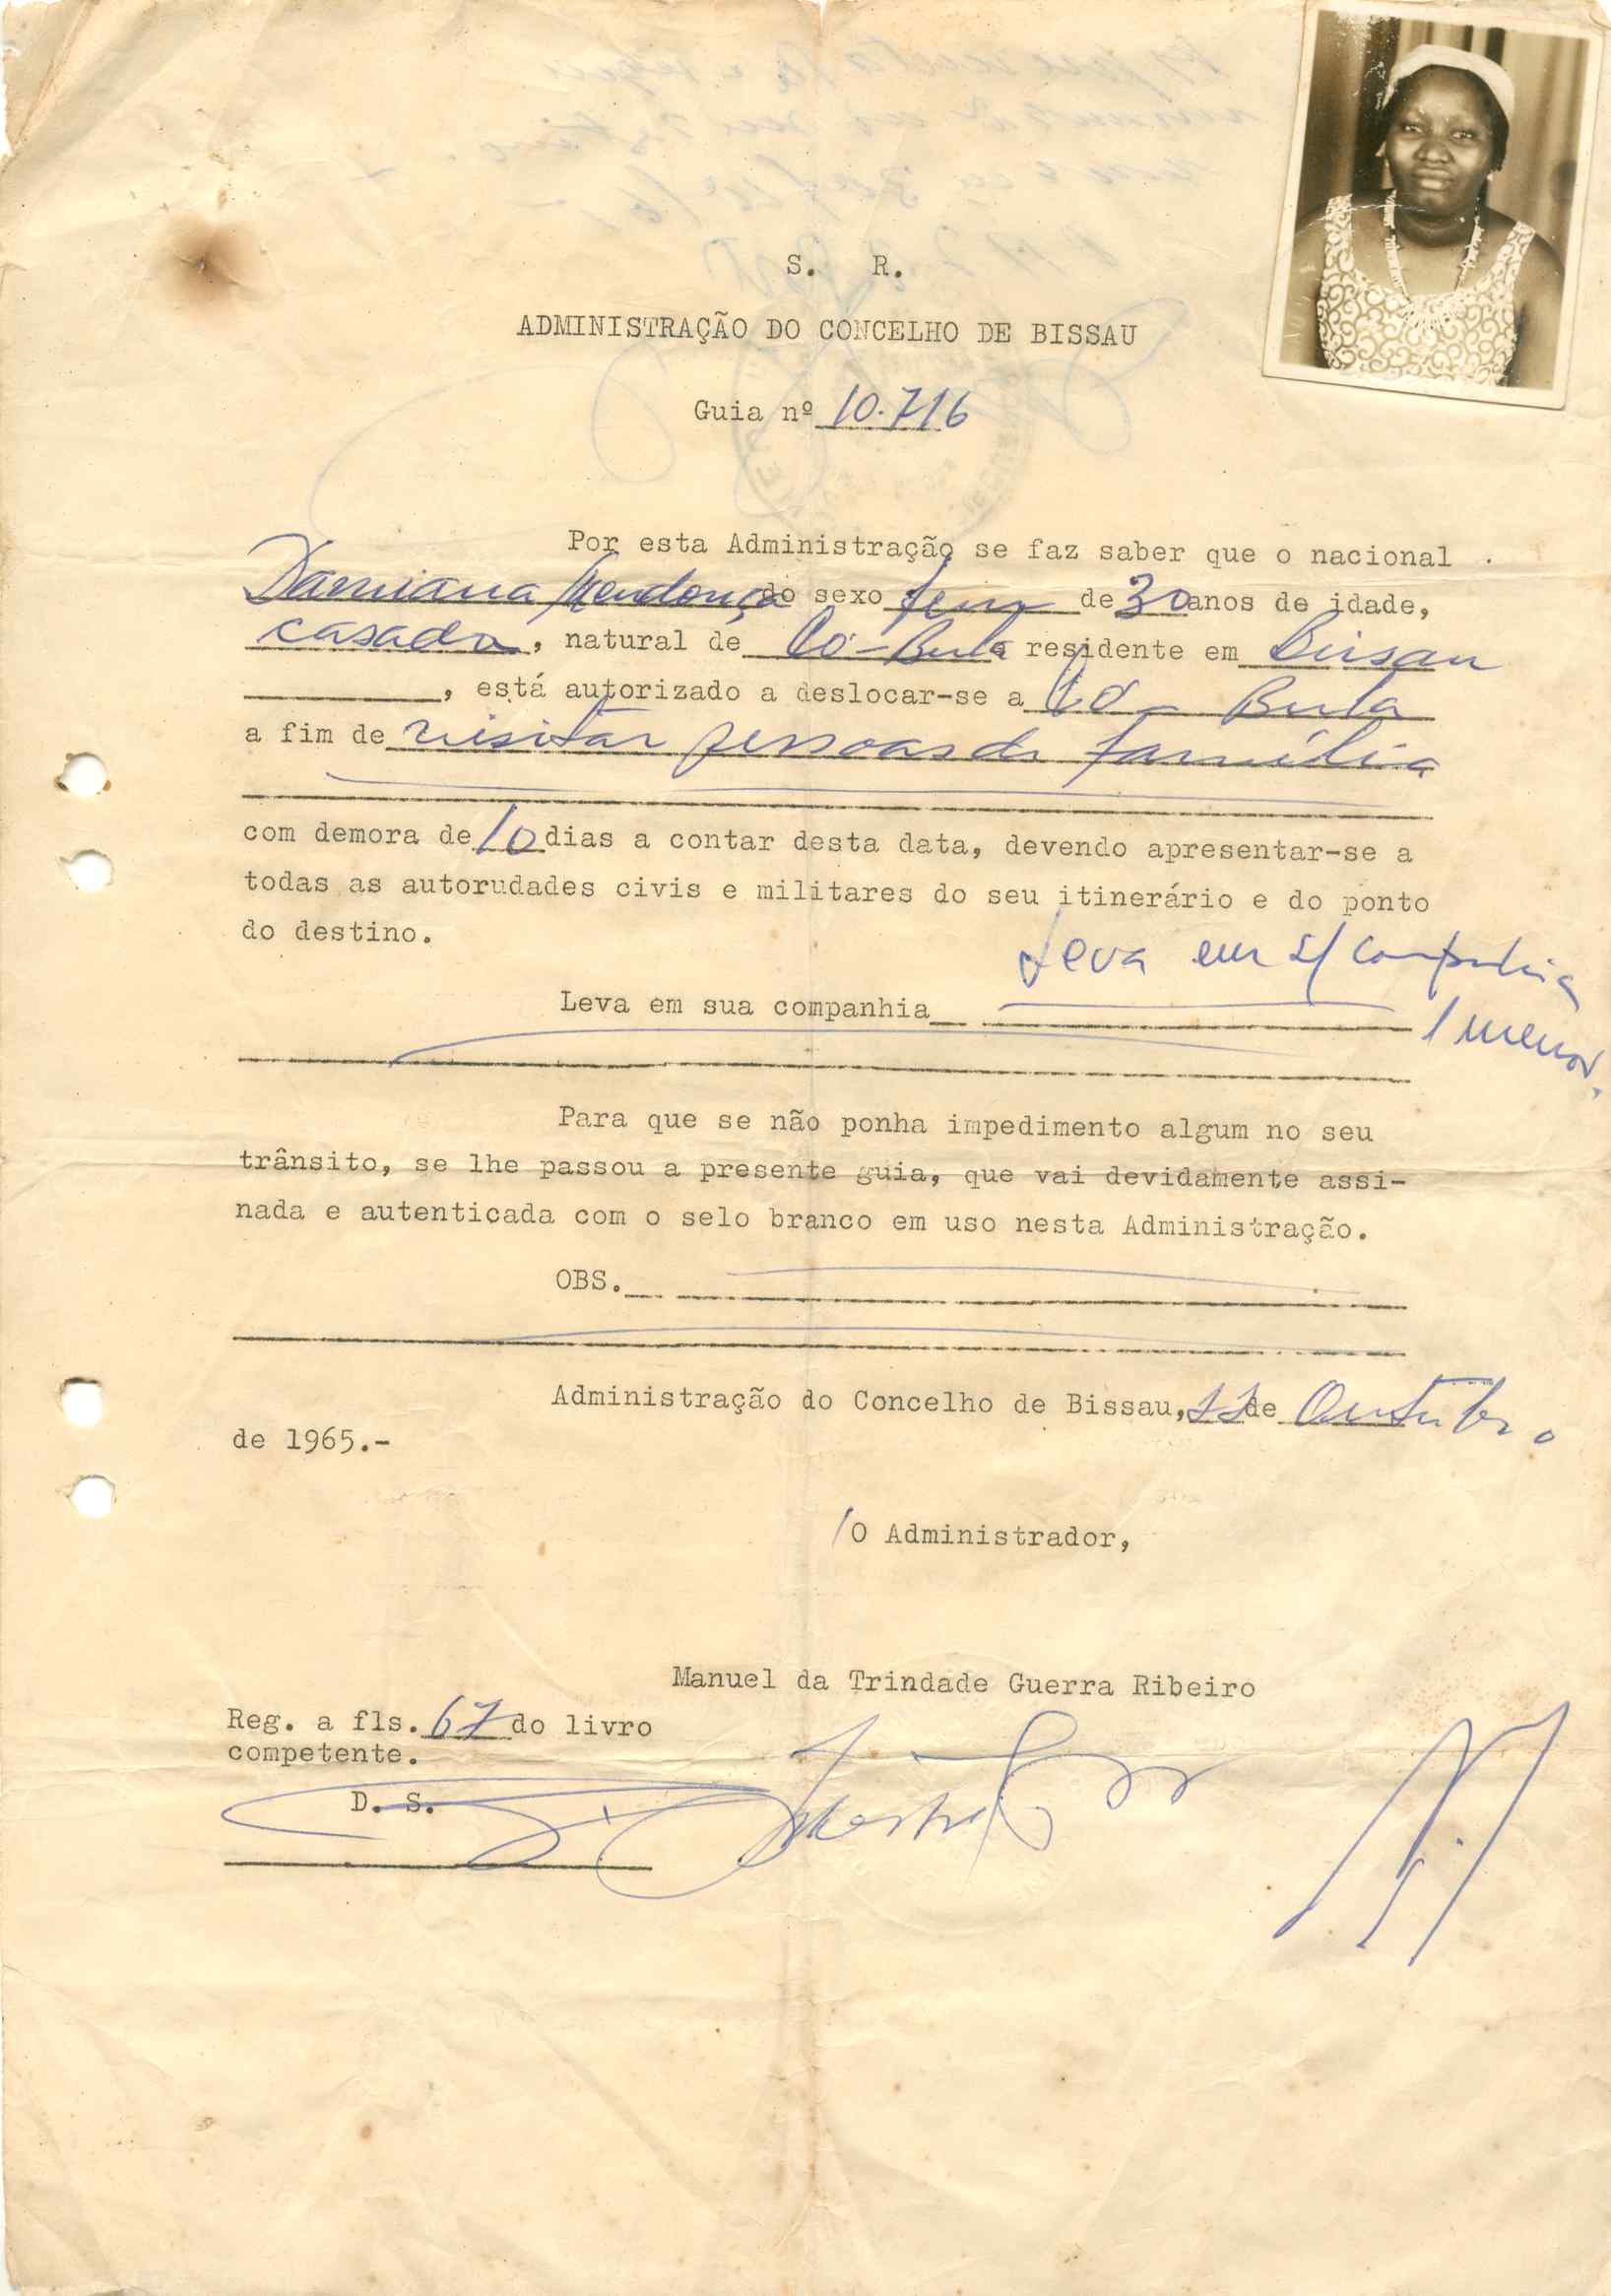 S. R.
ADMINISTRAÇÃO DO CONCELHO DE BISSAU
Guia nº 10.716
Por esta Administração se faz saber que o nacional
Damiana Mendonça do sexo fem de 30 anos de idade,
casada, natural de Có-Bula residente em Bissau
, está autorizado a deslocar-se a Có - Bula
a fim de visitar pessoas da família
com demora de 10 dias a contar desta data, devendo apresentar-se a
todas as autorudades civis e militares do seu itinerário e do ponto
do destino.
Leva em s/ companhia
Leva em sua companhia
1 menor.
Para que se não ponha impedimento algum no seu
trânsito, se lhe passou a presente guia, que vai devidamente assi-
nada e autenticada com o selo branco em uso nesta Administração.
OBS.
Administração do Concelho de Bissau, 11 de Outubro
de 1965.-
/O Administrador,
Manuel da Trindade Guerra Ribeiro
Reg. a fls. 67 do livro
competente.
D. S.